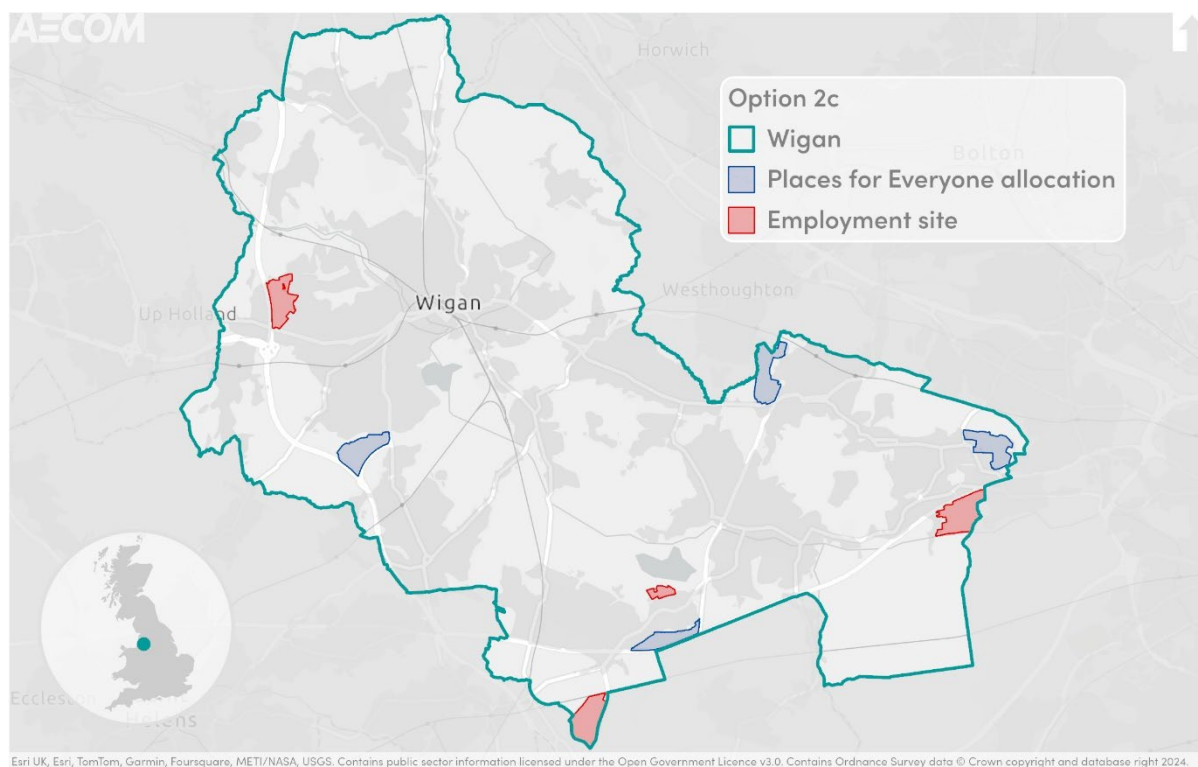 AECOM
Horwich
Option 2c
Wigan
Places for Everyone allocation
Employment site
Bolton
Westhoughton
Wigan
Up Holland
Helens
Esri UK, Esri, TomTom, Garmin, Foursquare, METI/NASA, USGS. Contains public sector information licensed under the Open Government Licence v3.0. Contains Ordnance Survey data © Crown copyright and database right 2024.